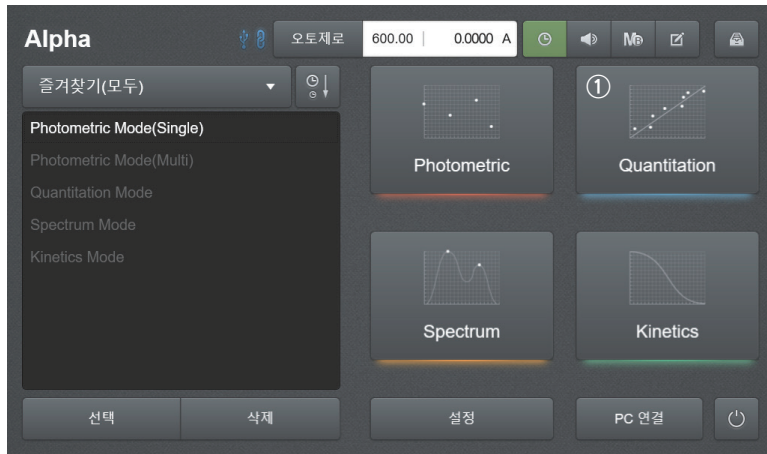 Alpha
오토제로 600.00 0.0000 A MB
즐겨찾기(모두)
Photometric Mode(Single)
Photometric Mode(Multi)
Quantitation Mode
Spectrum Mode
Kinetics Mode
Photometric
① Quantitation
Spectrum
Kinetics
선택 삭제 설정 PC 연결